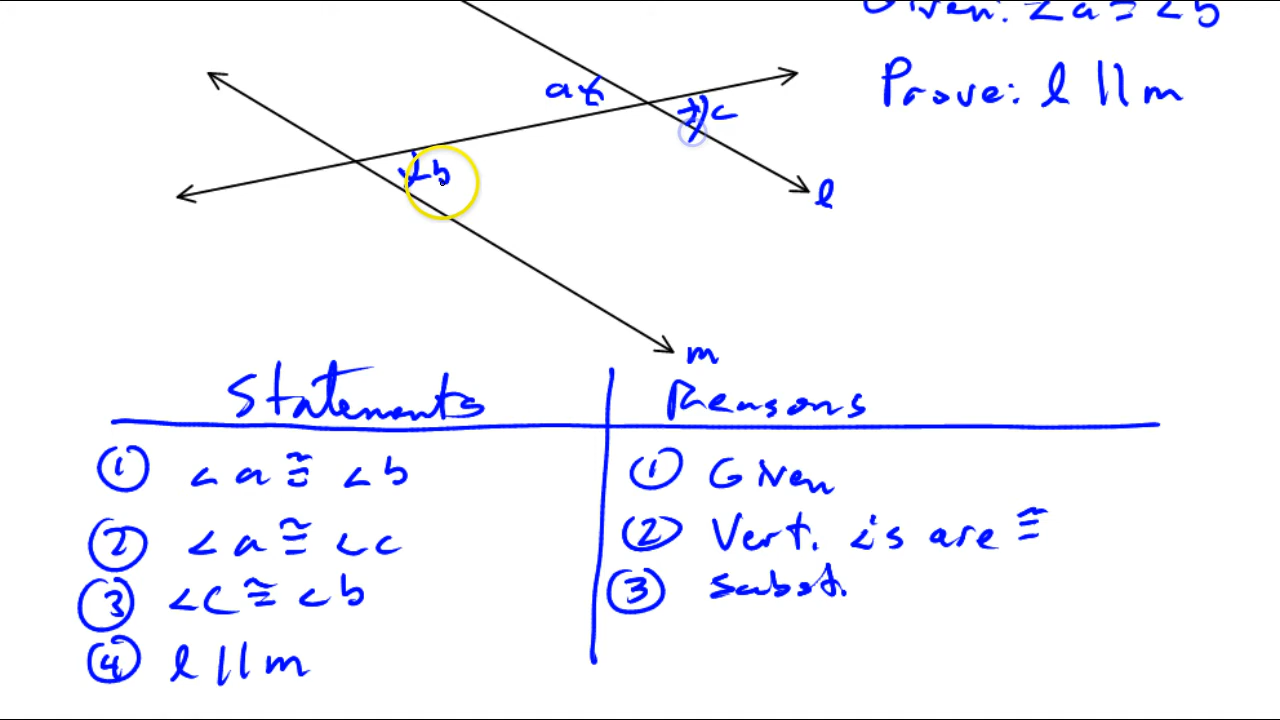 Given: ∠a ≅ ∠b
Prove: l || m
a
c
b
l
m
Statements
Reasons
① ∠a ≅ ∠b
① Given
② ∠a ≅ ∠c
② Vert. ∠'s are ≅
③ ∠c ≅ ∠b
③ Subst.
④ l || m